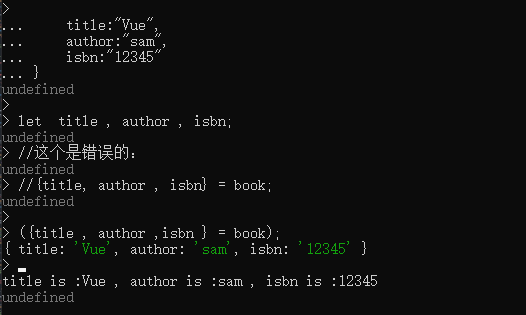 >
...     title:"Vue",
...     author:"sam",
...     isbn:"12345"
... }
undefined
>
> let  title , author , isbn;
undefined
> //这个是错误的:
undefined
> //{title, author , isbn} = book;
undefined
>
> ({title , author ,isbn } = book);
{ title: 'Vue', author: 'sam', isbn: '12345' }
>
title is :Vue , author is :sam , isbn is :12345
undefined